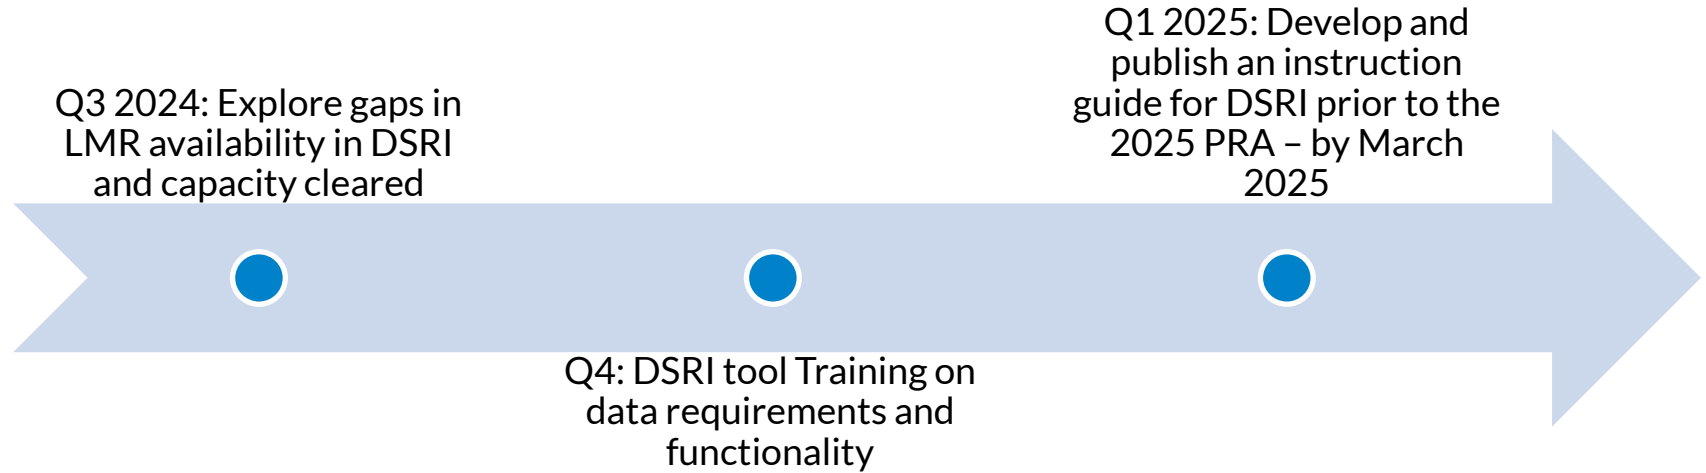 Q3 2024: Explore gaps in
LMR availability in DSRI
and capacity cleared
Q4: DSRI tool Training on
data requirements and
functionality
Q1 2025: Develop and
publish an instruction
guide for DSRI prior to the
2025 PRA – by March
2025